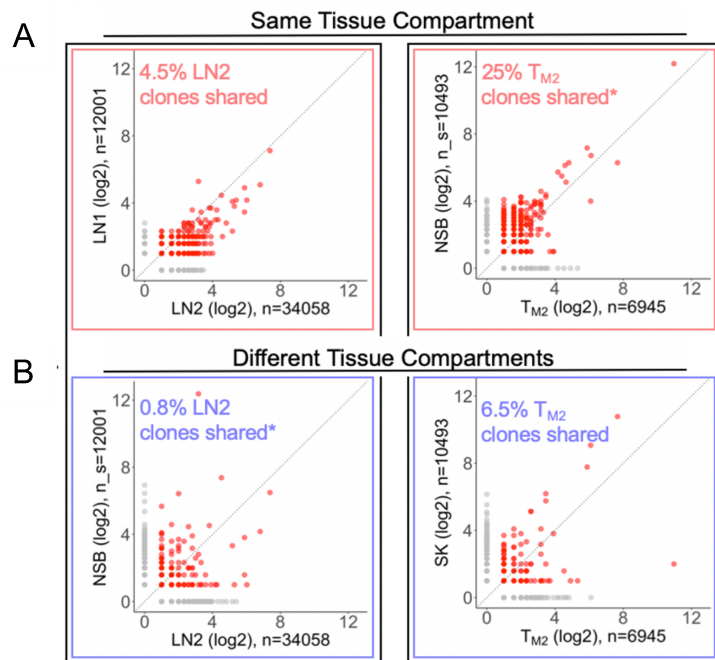 A
Same Tissue Compartment
4.5% LN2
clones shared
12
8
4
0
LN1 (log2), n=12001
0 4 8 12
LN2 (log2), n=34058
25% TM2
clones shared*
12
8
4
0
NSB (log2), n_s=10493
0 4 8 12
TM2 (log2), n=6945
B
Different Tissue Compartments
0.8% LN2
clones shared*
12
8
4
0
NSB (log2), n_s=12001
0 4 8 12
LN2 (log2), n=34058
6.5% TM2
clones shared
12
8
4
0
SK (log2), n=10493
0 4 8 12
TM2 (log2), n=6945